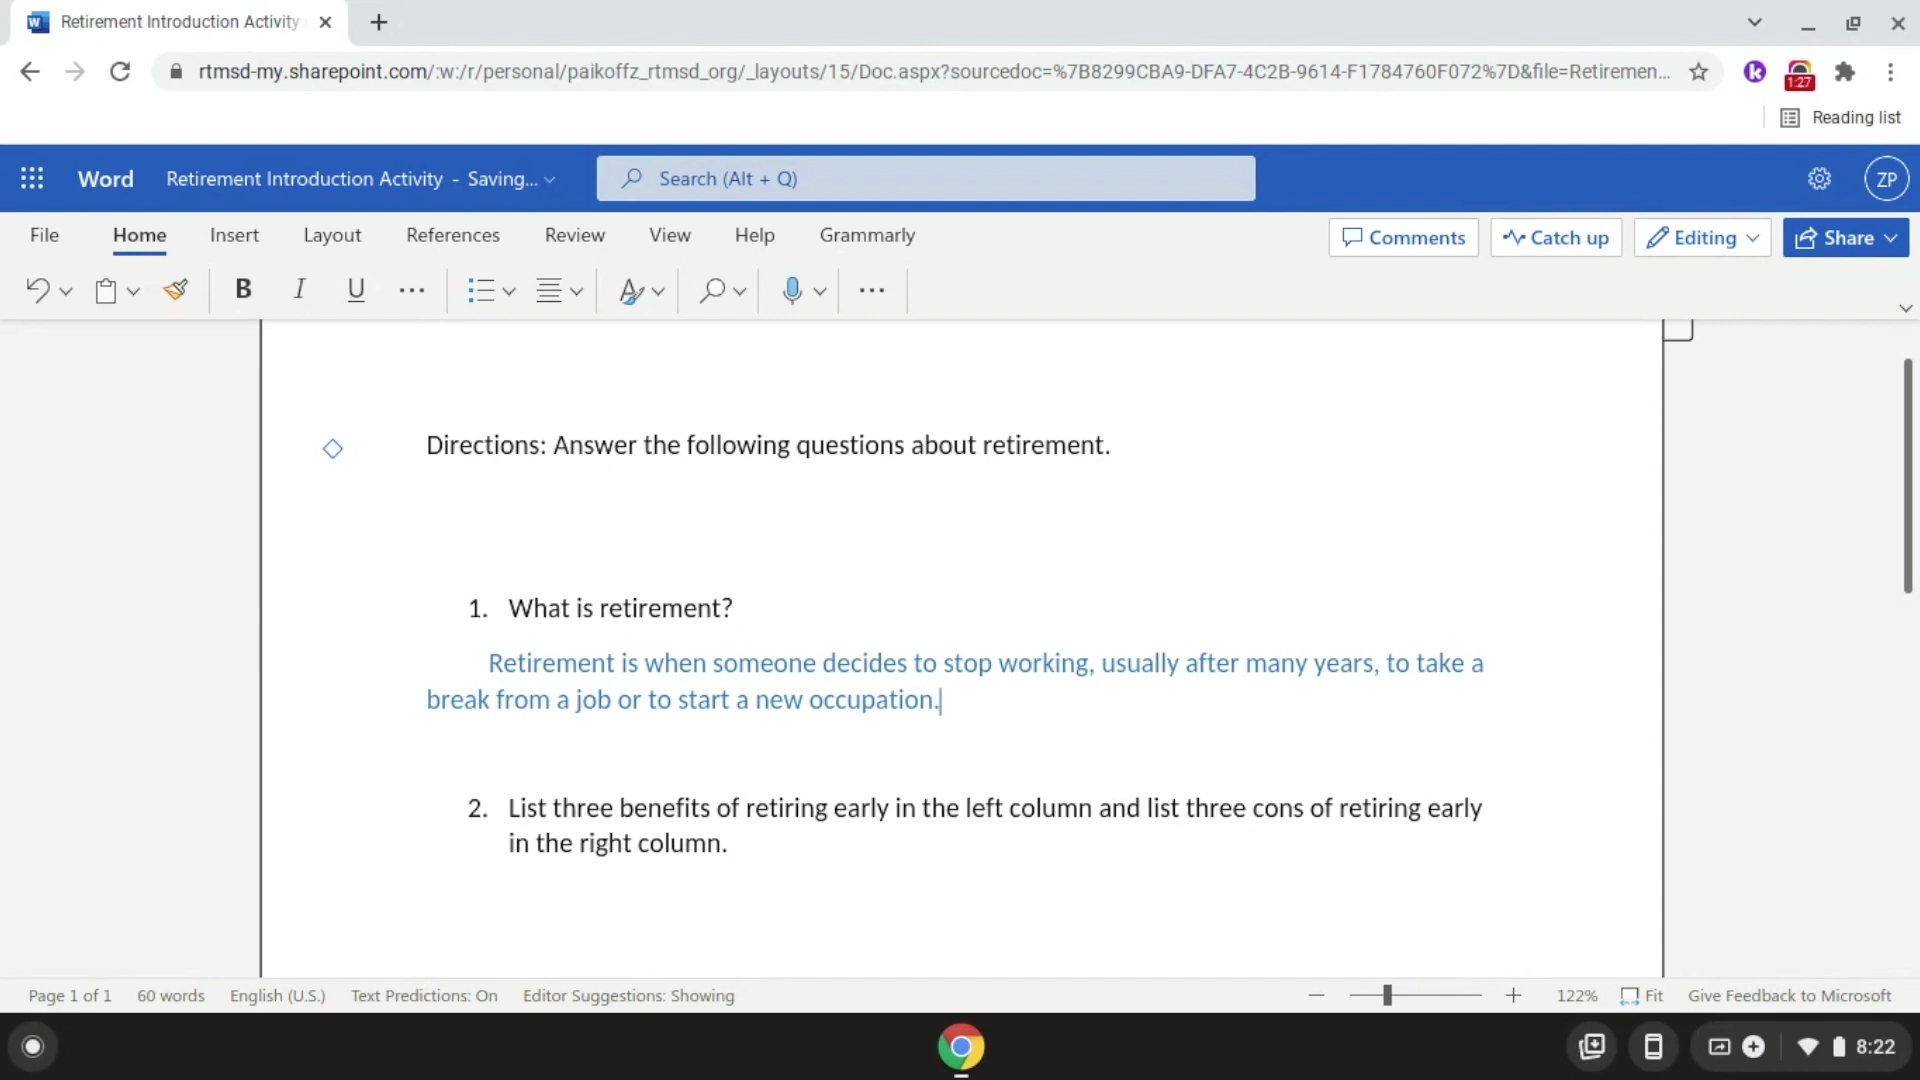 Retirement Introduction Activity
rtmsd-my.sharepoint.com/:w:/r/personal/paikoffz_rtmsd_org/_layouts/15/Doc.aspx?sourcedoc=%7B8299CBA9-DFA7-4C2B-9614-F1784760F072%7D&file=Retiremen...
1:27
Reading list
Word Retirement Introduction Activity - Saving... Search (Alt + Q) ZP
File Home Insert Layout References Review View Help Grammarly Comments Catch up Editing Share
B I U
Directions: Answer the following questions about retirement.
1. What is retirement?
Retirement is when someone decides to stop working, usually after many years, to take a
break from a job or to start a new occupation.
2. List three benefits of retiring early in the left column and list three cons of retiring early
in the right column.
Page 1 of 1 60 words English (U.S.) Text Predictions: On Editor Suggestions: Showing 122% Fit Give Feedback to Microsoft
8:22